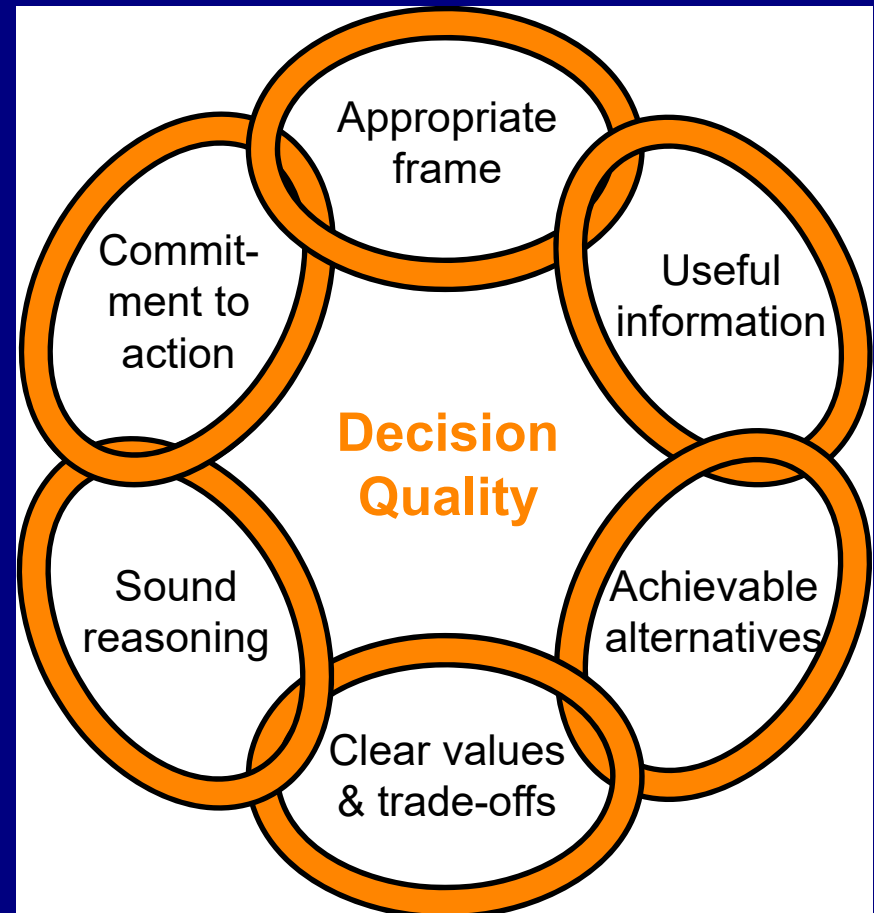 Appropriate
frame
Useful
information
Achievable
alternatives
Clear values
& trade-offs
Sound
reasoning
Commit-
ment to
action
Decision
Quality